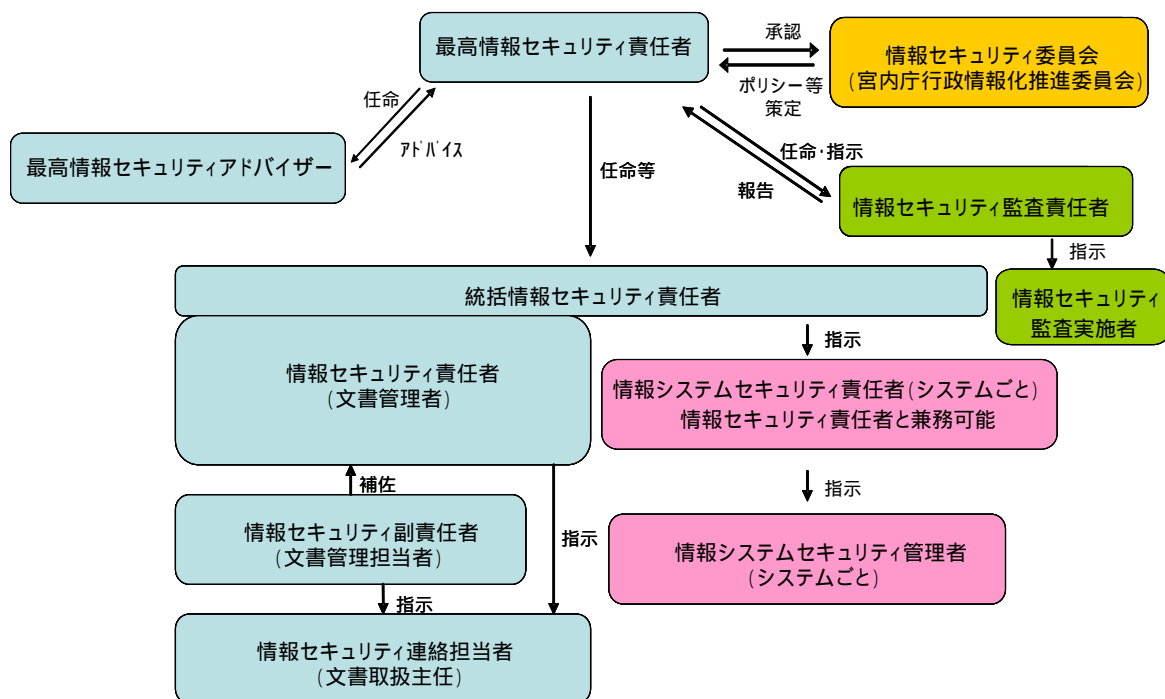 最高情報セキュリティ責任者
承認
ポリシー等
策定
情報セキュリティ委員会
(宮内庁行政情報化推進委員会)
任命
アドバイス
最高情報セキュリティアドバイザー
任命等
任命・指示
報告
情報セキュリティ監査責任者
指示
統括情報セキュリティ責任者
情報セキュリティ
監査実施者
指示
情報セキュリティ責任者
(文書管理者)
情報システムセキュリティ責任者(システムごと)
情報セキュリティ責任者と兼務可能
補佐
指示
情報セキュリティ副責任者
(文書管理担当者)
指示
情報システムセキュリティ管理者
(システムごと)
指示
情報セキュリティ連絡担当者
(文書取扱主任)